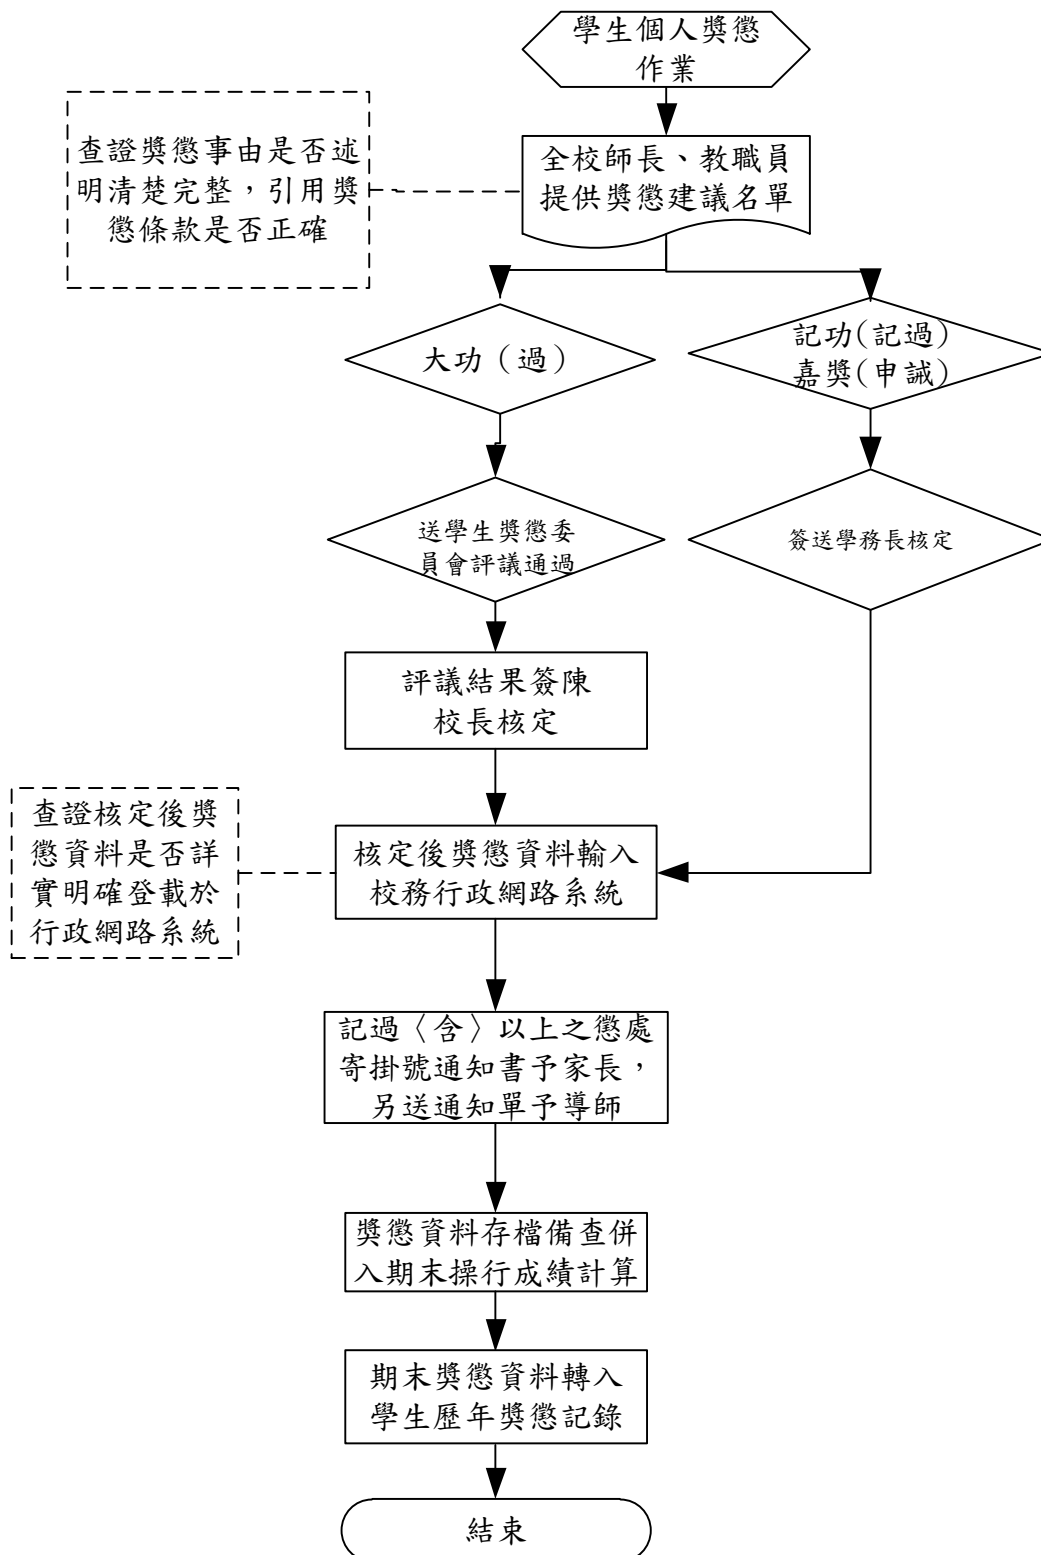 學生個人獎懲
作業
查證獎懲事由是否述
明清楚完整，引用獎
懲條款是否正確
全校師長、教職員
提供獎懲建議名單
大功（過）
記功(記過)
嘉獎(申誡)
送學生獎懲委
員會評議通過
簽送學務長核定
評議結果簽陳
校長核定
查證核定後獎
懲資料是否詳
實明確登載於
行政網路系統
核定後獎懲資料輸入
校務行政網路系統
記過〈含〉以上之懲處
寄掛號通知書予家長，
另送通知單予導師
獎懲資料存檔備查併
入期末操行成績計算
期末獎懲資料轉入
學生歷年獎懲記錄
結束